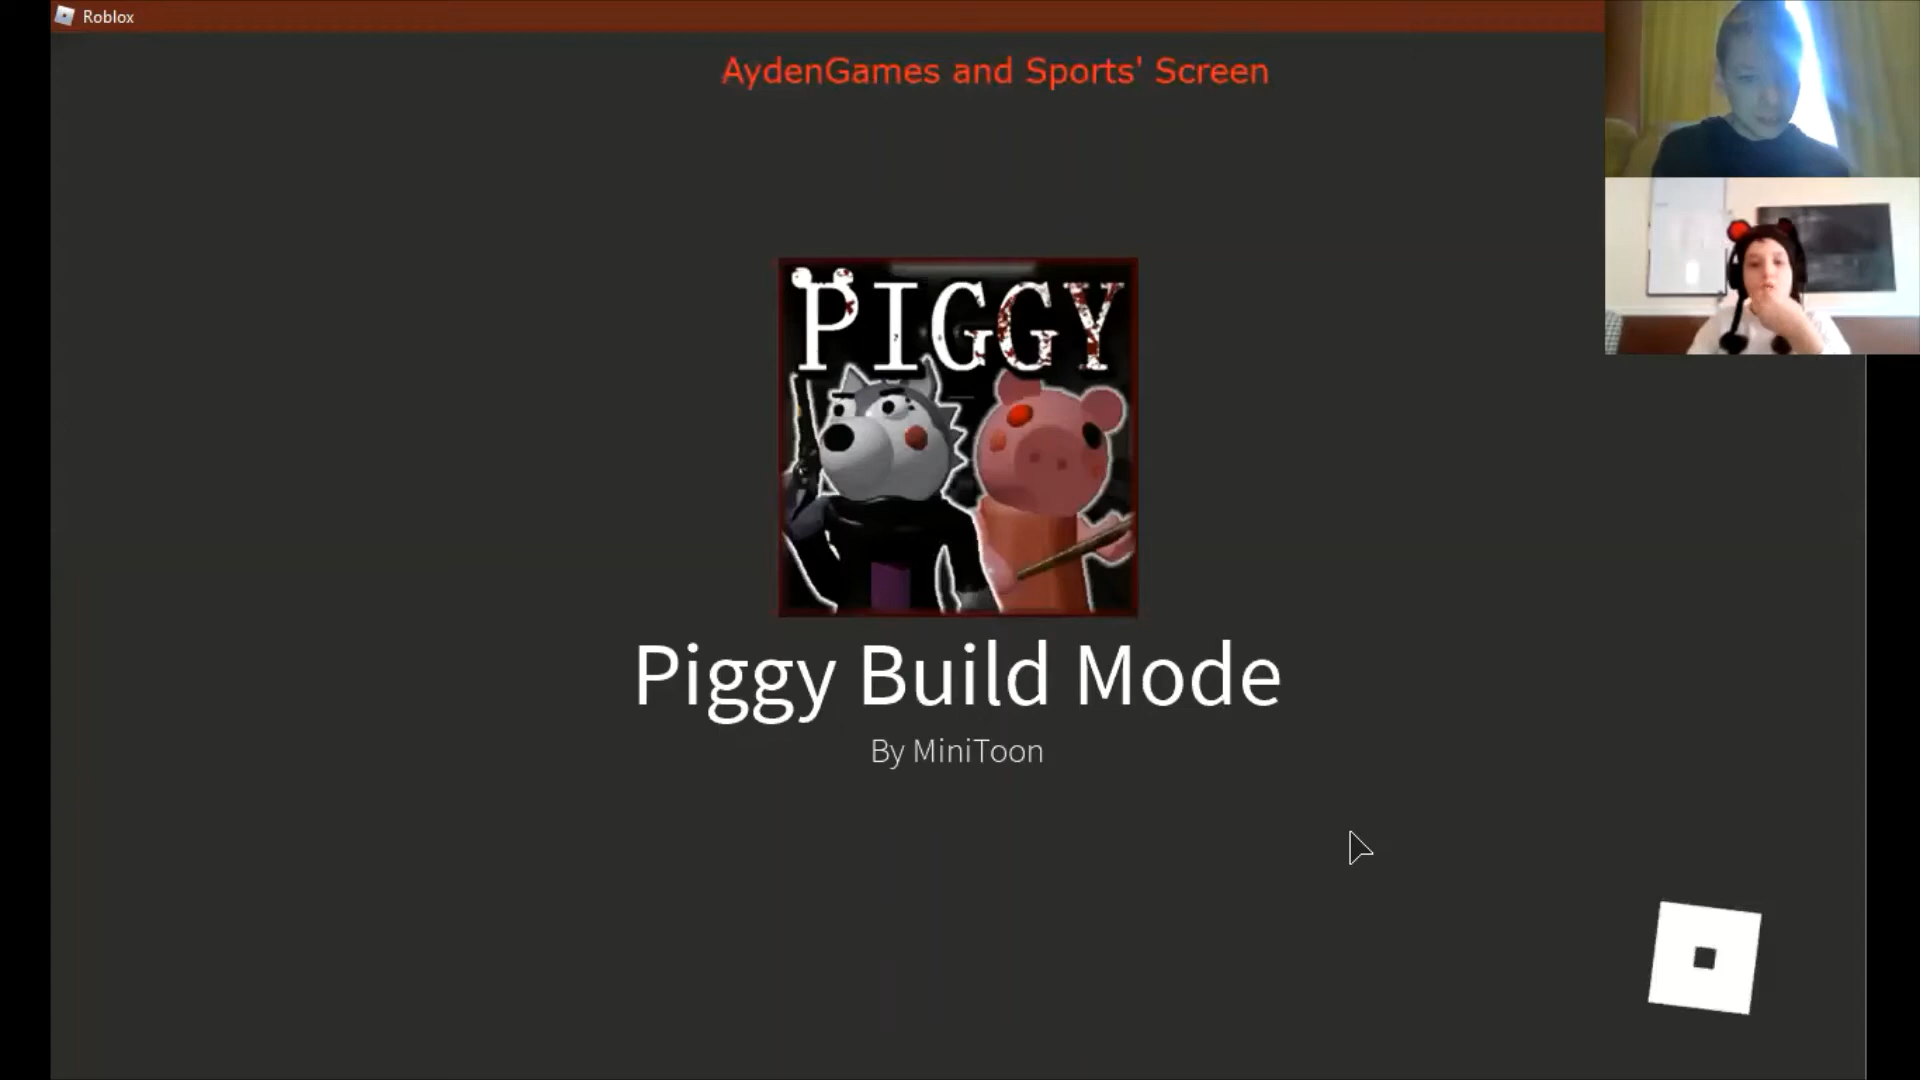 Roblox
AydenGames and Sports' Screen
PIGGY
Piggy Build Mode
By MiniToon